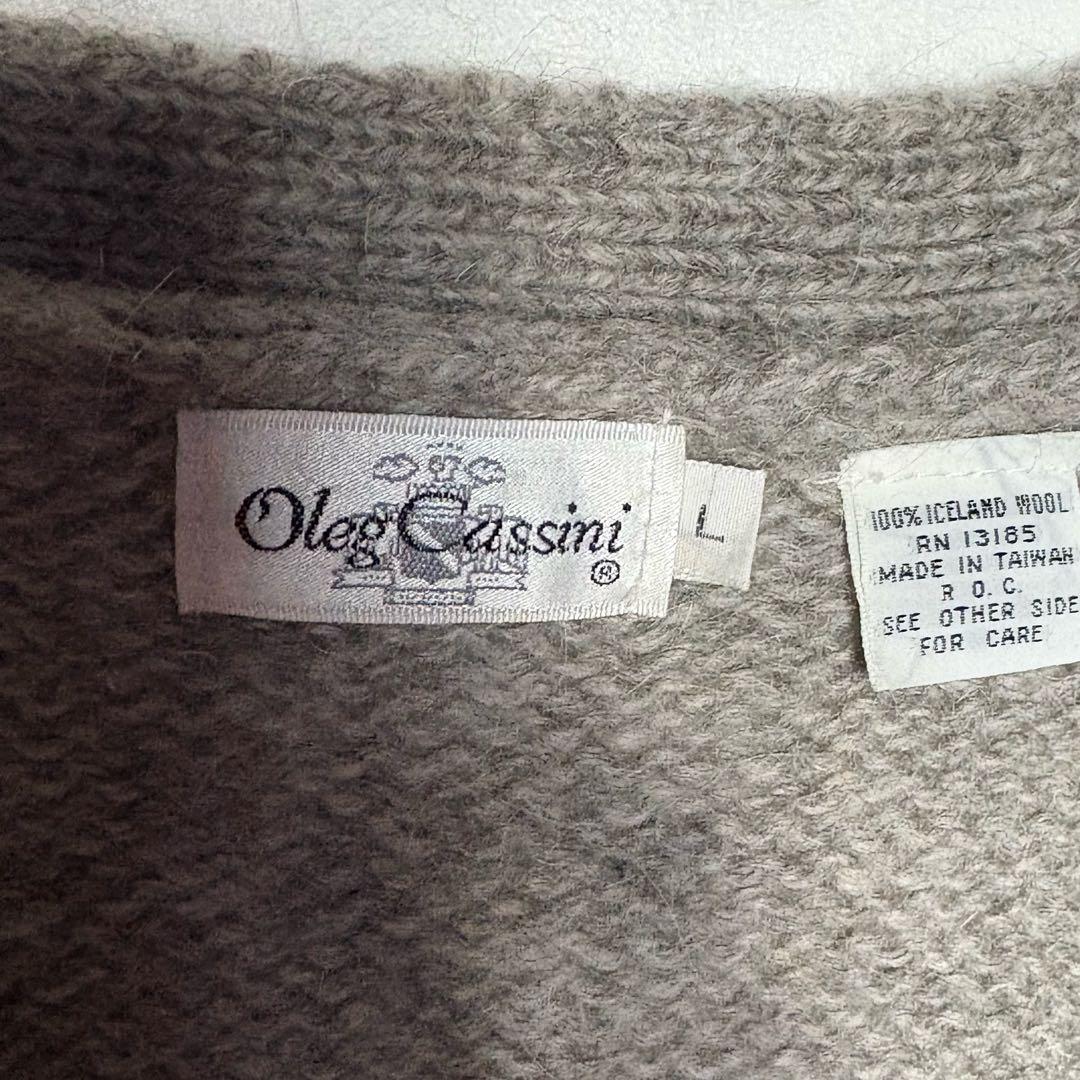 Oleg Cassini
®
L
100% ICELAND WOOL
RN 13185
MADE IN TAIWAN
R O. C.
SEE OTHER SIDE
FOR CARE